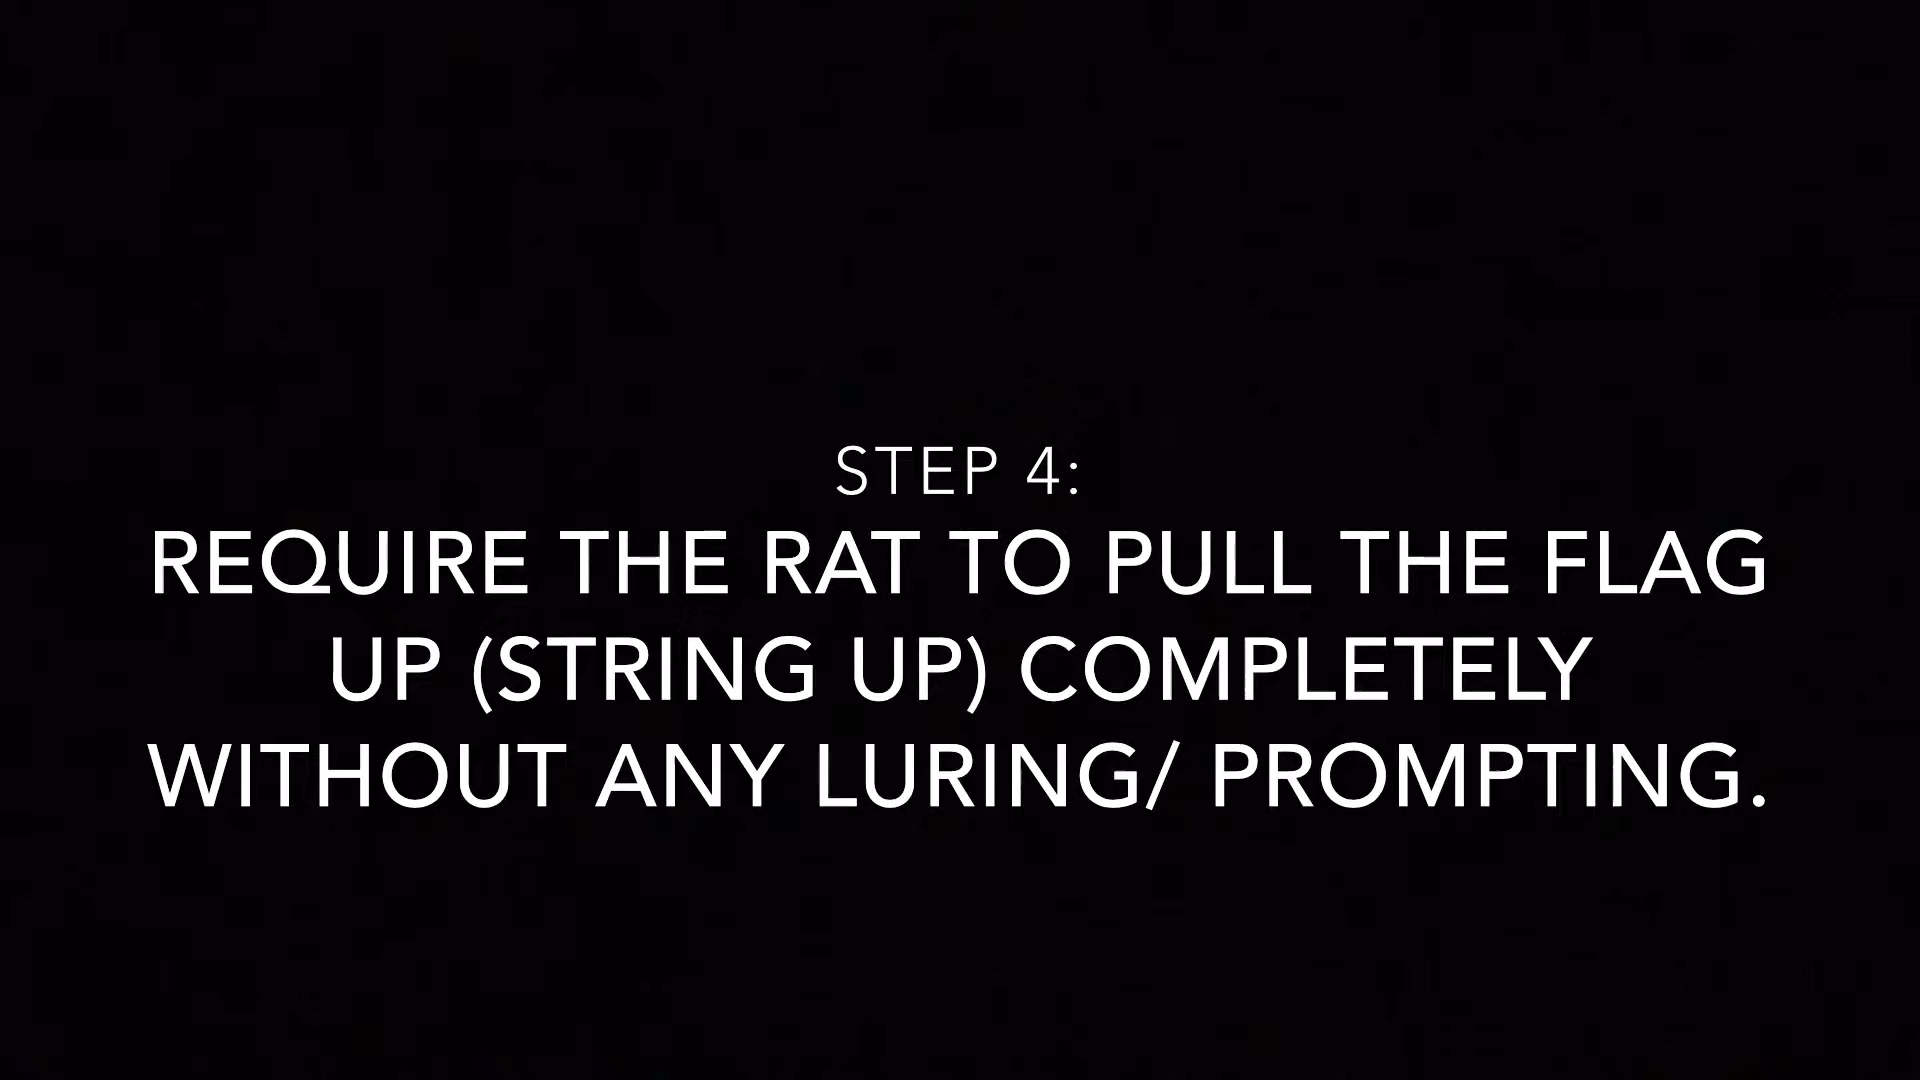 STEP 4:
REQUIRE THE RAT TO PULL THE FLAG
UP (STRING UP) COMPLETELY
WITHOUT ANY LURING/ PROMPTING.